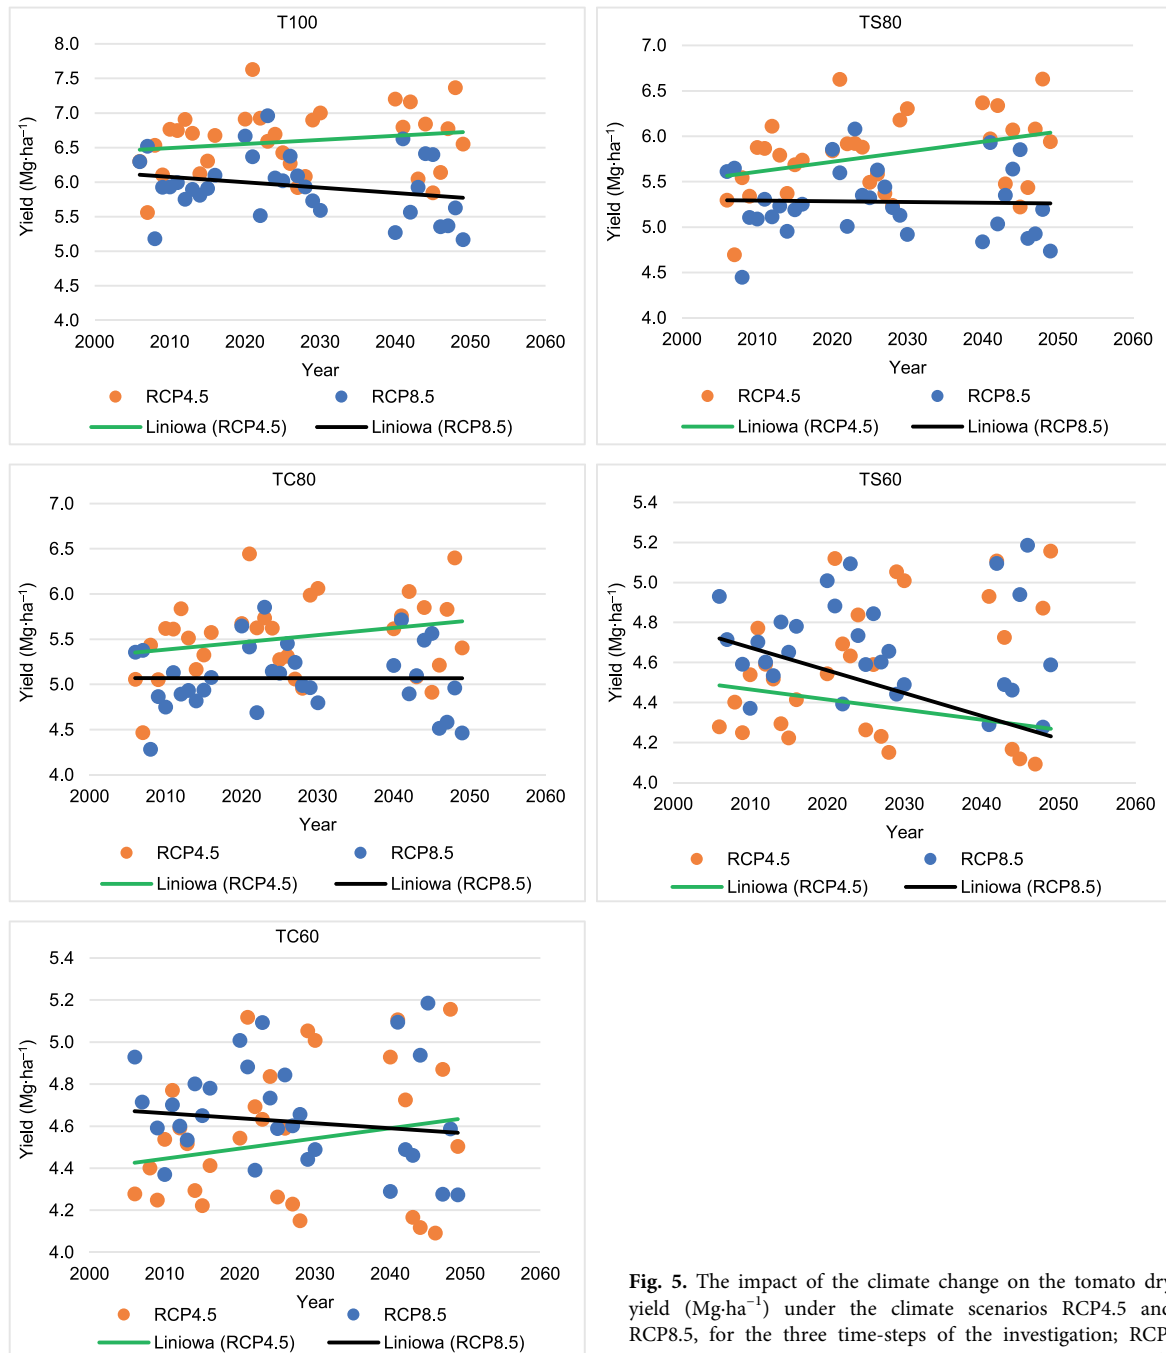 T100
8.0
7.5
7.0
6.5
6.0
5.5
5.0
4.5
4.0
Yield (Mg·ha⁻¹)
2000 2010 2020 2030 2040 2050 2060
Year
RCP4.5 RCP8.5
Liniowa (RCP4.5) Liniowa (RCP8.5)
TS80
7.0
6.5
6.0
5.5
5.0
4.5
4.0
Yield (Mg·ha⁻¹)
2000 2010 2020 2030 2040 2050 2060
Year
RCP4.5 RCP8.5
Liniowa (RCP4.5) Liniowa (RCP8.5)
TC80
7.0
6.5
6.0
5.5
5.0
4.5
4.0
Yield (Mg·ha⁻¹)
2000 2010 2020 2030 2040 2050 2060
Year
RCP4.5 RCP8.5
Liniowa (RCP4.5) Liniowa (RCP8.5)
TS60
5.4
5.2
5.0
4.8
4.6
4.4
4.2
4.0
Yield (Mg·ha⁻¹)
2000 2010 2020 2030 2040 2050 2060
Year
RCP4.5 RCP8.5
Liniowa (RCP4.5) Liniowa (RCP8.5)
TC60
5.4
5.2
5.0
4.8
4.6
4.4
4.2
4.0
Yield (Mg·ha⁻¹)
2000 2010 2020 2030 2040 2050 2060
Year
RCP4.5 RCP8.5
Liniowa (RCP4.5) Liniowa (RCP8.5)
Fig. 5. The impact of the climate change on the tomato dry
yield (Mg·ha⁻¹) under the climate scenarios RCP4.5 and
RCP8.5, for the three time-steps of the investigation; RCP